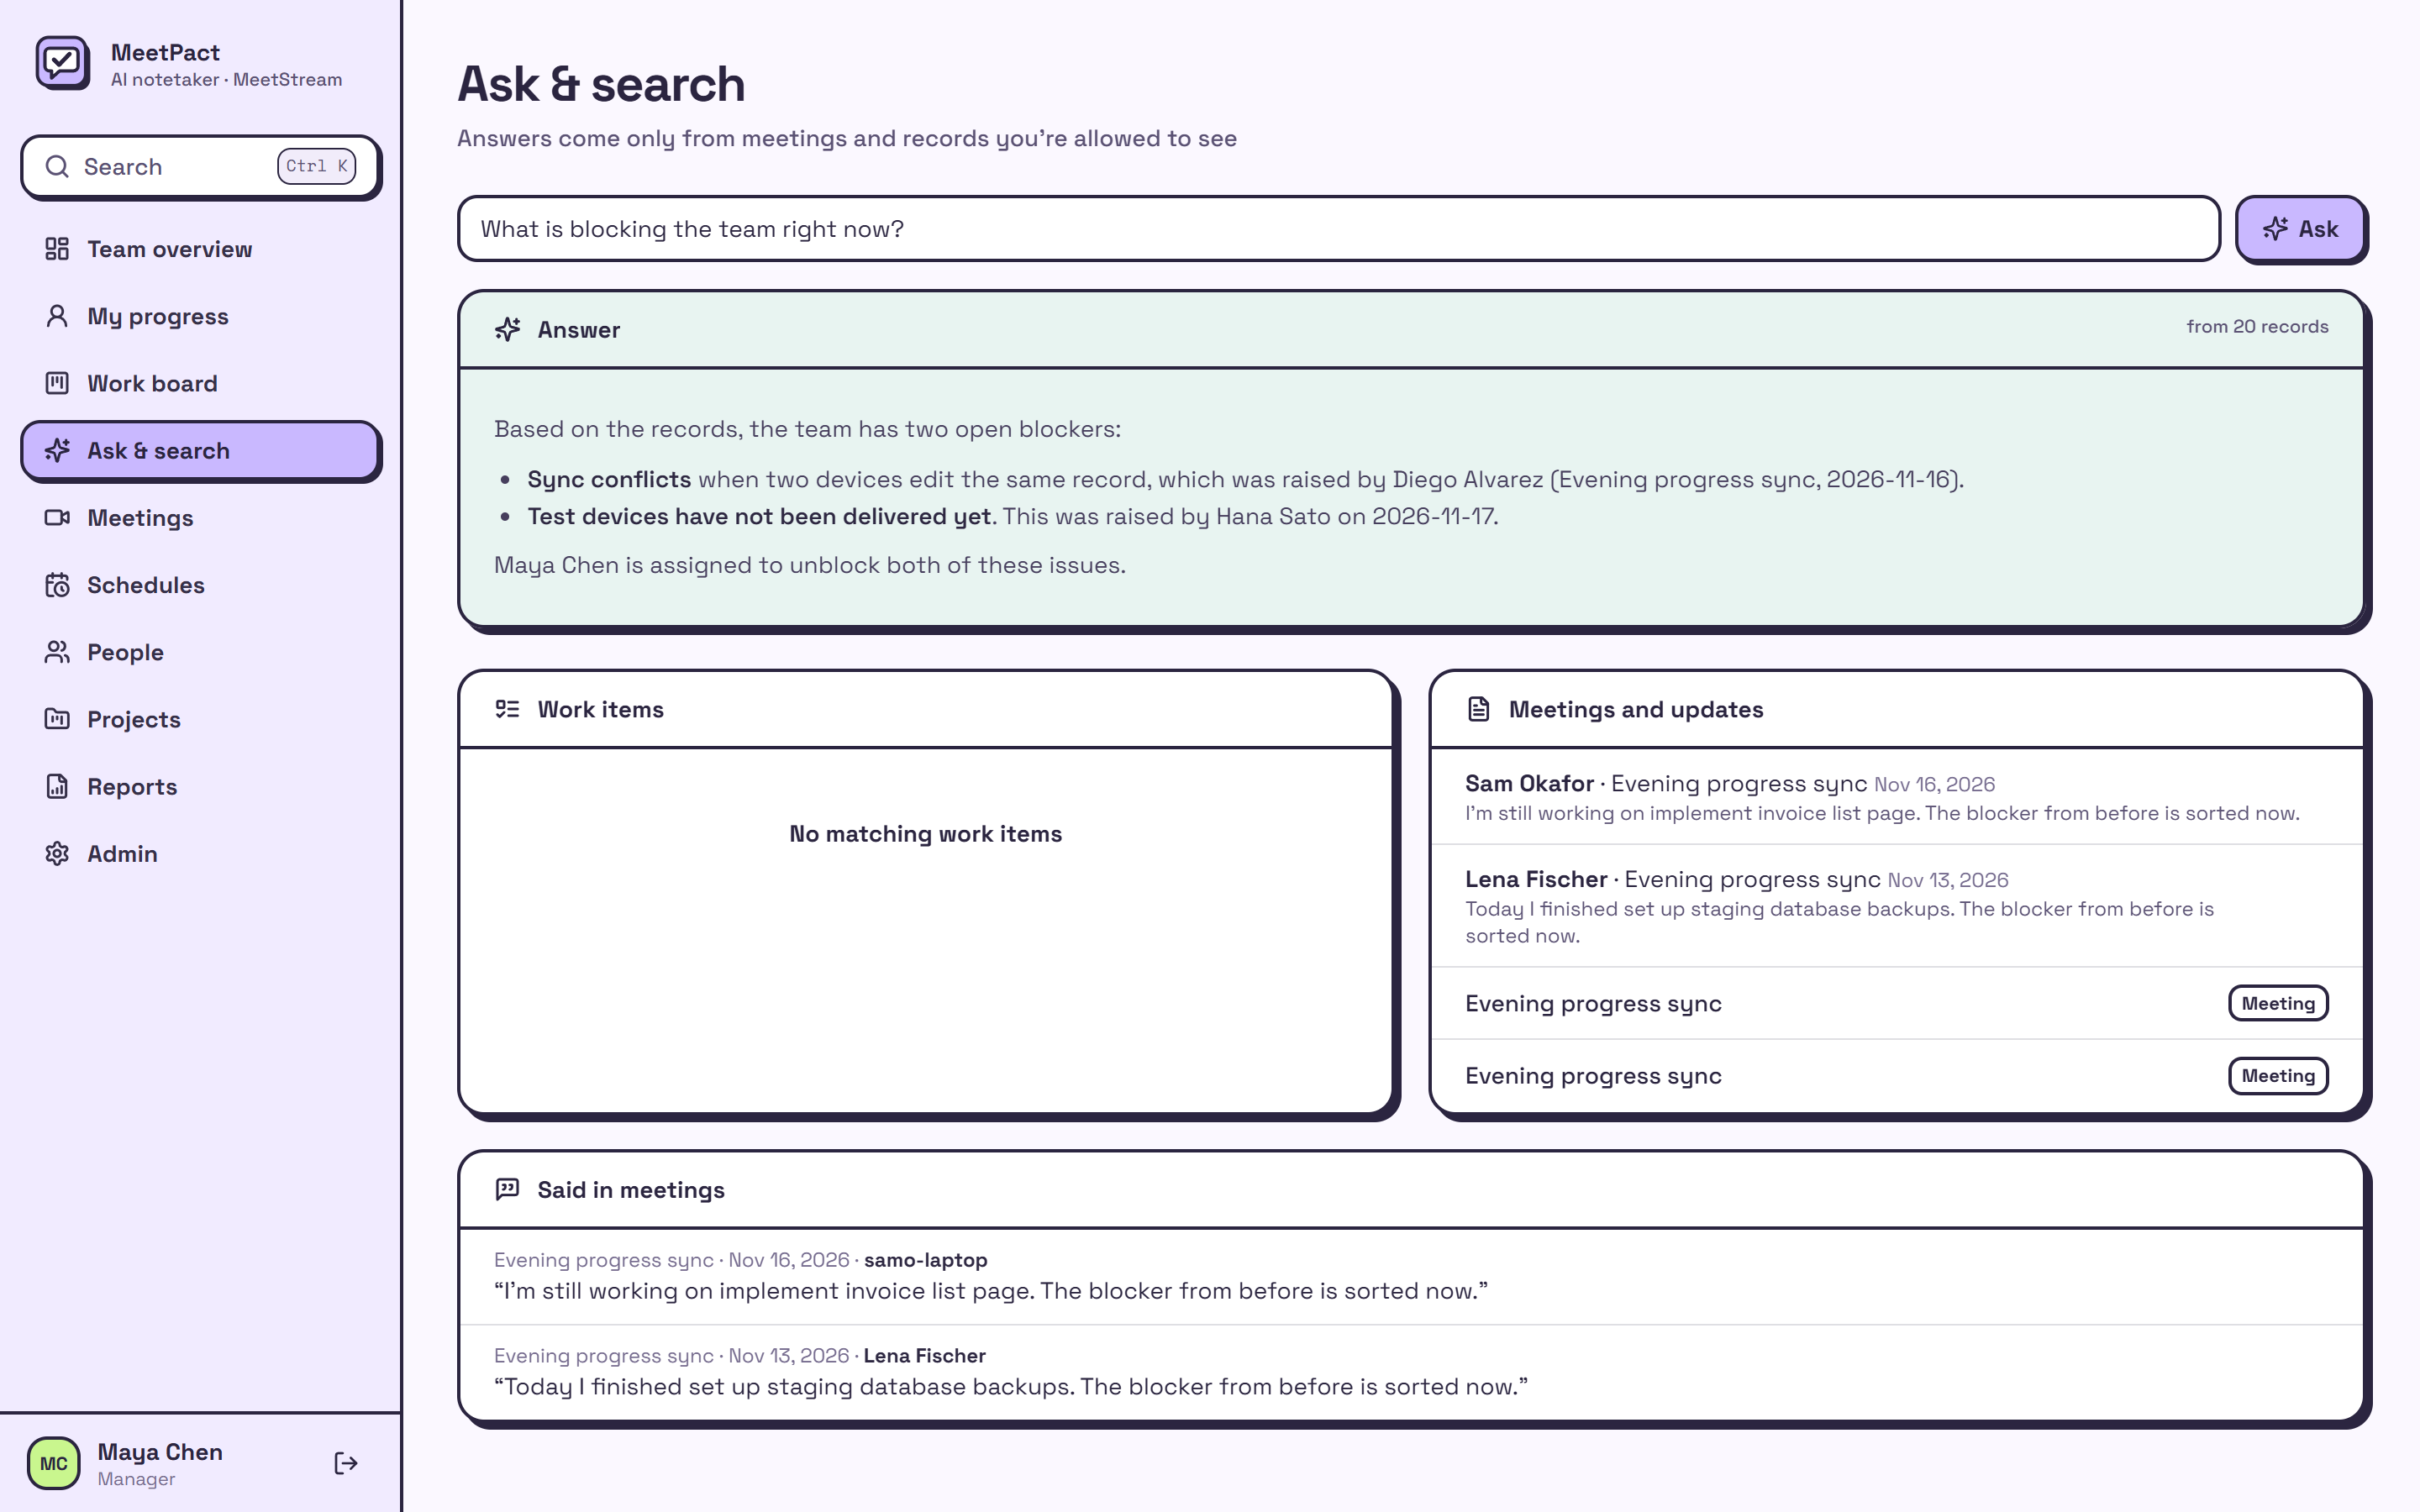 MeetPact
AI notetaker · MeetStream
Search
Ctrl K
Team overview
My progress
Work board
Ask & search
Meetings
Schedules
People
Projects
Reports
Admin
MC
Maya Chen
Manager
Ask & search
Answers come only from meetings and records you’re allowed to see
What is blocking the team right now?
Ask
Answer
from 20 records
Based on the records, the team has two open blockers:
• Sync conflicts when two devices edit the same record, which was raised by Diego Alvarez (Evening progress sync, 2026-11-16).
• Test devices have not been delivered yet. This was raised by Hana Sato on 2026-11-17.
Maya Chen is assigned to unblock both of these issues.
Work items
No matching work items
Meetings and updates
Sam Okafor · Evening progress sync Nov 16, 2026
I’m still working on implement invoice list page. The blocker from before is sorted now.
Lena Fischer · Evening progress sync Nov 13, 2026
Today I finished set up staging database backups. The blocker from before is
sorted now.
Evening progress sync
Meeting
Evening progress sync
Meeting
Said in meetings
Evening progress sync · Nov 16, 2026 · samo-laptop
“I’m still working on implement invoice list page. The blocker from before is sorted now.”
Evening progress sync · Nov 13, 2026 · Lena Fischer
“Today I finished set up staging database backups. The blocker from before is sorted now.”